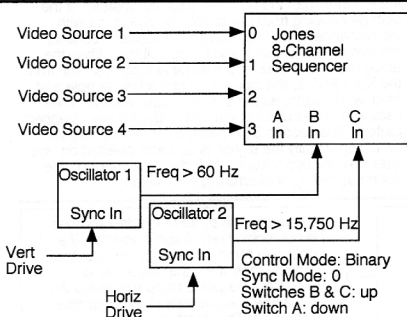 Video Source 1
0
Jones
8-Channel
Sequencer
Video Source 2
1
Video Source 3
2
Video Source 4
3
A
In
B
In
C
In
Oscillator 1
Sync In
Freq > 60 Hz
Oscillator 2
Sync In
Freq > 15,750 Hz
Vert
Drive
Horiz
Drive
Control Mode: Binary
Sync Mode: 0
Switches B & C: up
Switch A: down